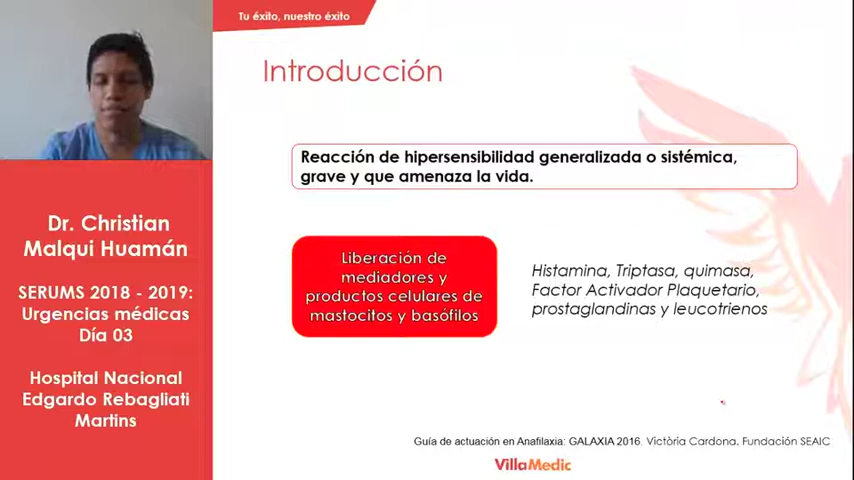 Tu éxito, nuestro éxito
Introducción
Reacción de hipersensibilidad generalizada o sistémica,
grave y que amenaza la vida.
Liberación de
mediadores y
productos celulares de
mastocitos y basófilos
Histamina, Triptasa, quimasa,
Factor Activador Plaquetario,
prostaglandinas y leucotrienos
Dr. Christian
Malqui Huamán
SERUMS 2018 - 2019:
Urgencias médicas
Día 03
Hospital Nacional
Edgardo Rebagliati
Martins
Guía de actuación en Anafilaxia: GALAXIA 2016. Victòria Cardona. Fundación SEAIC
VillaMedic